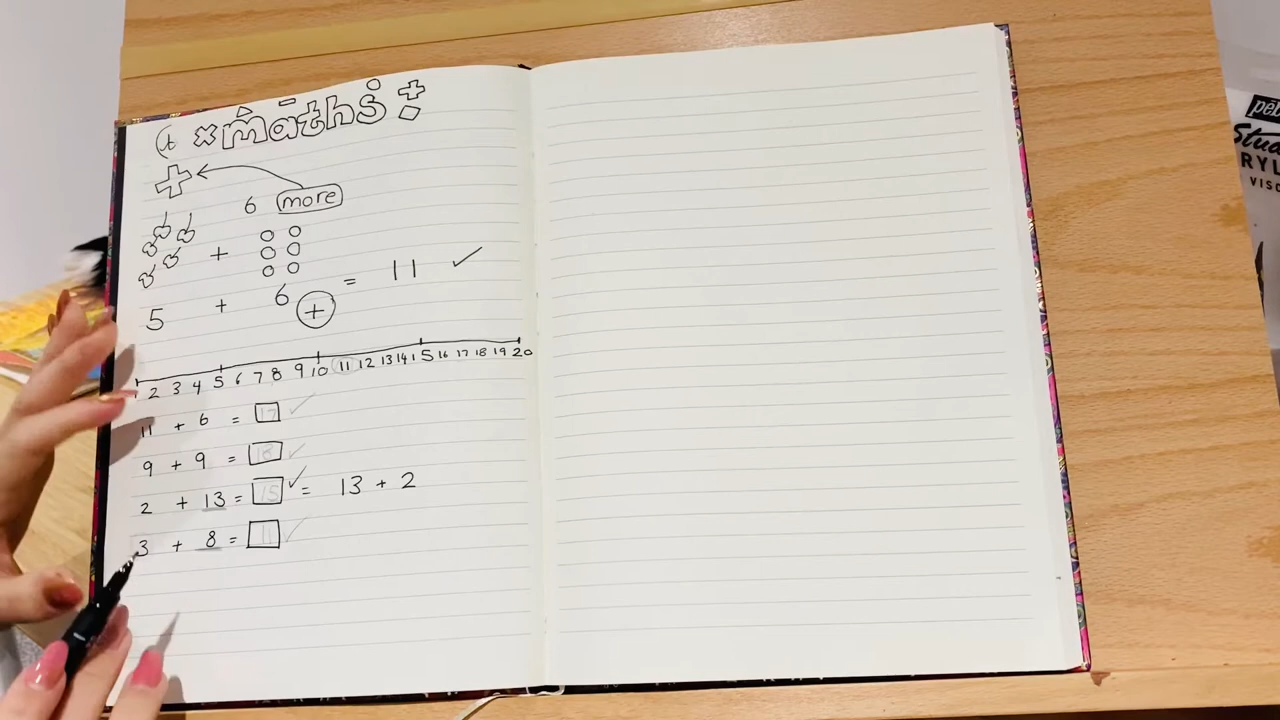 × maths ÷ +
+
6 more
+
= 11 ✓
5 + 6 +
1 2 3 4 5 6 7 8 9 10 11 12 13 14 15 16 17 18 19 20
11 + 6 = 17 ✓
9 + 9 = 18 ✓
2 + 13 = 15 ✓ = 13 + 2
3 + 8 = 11 ✓